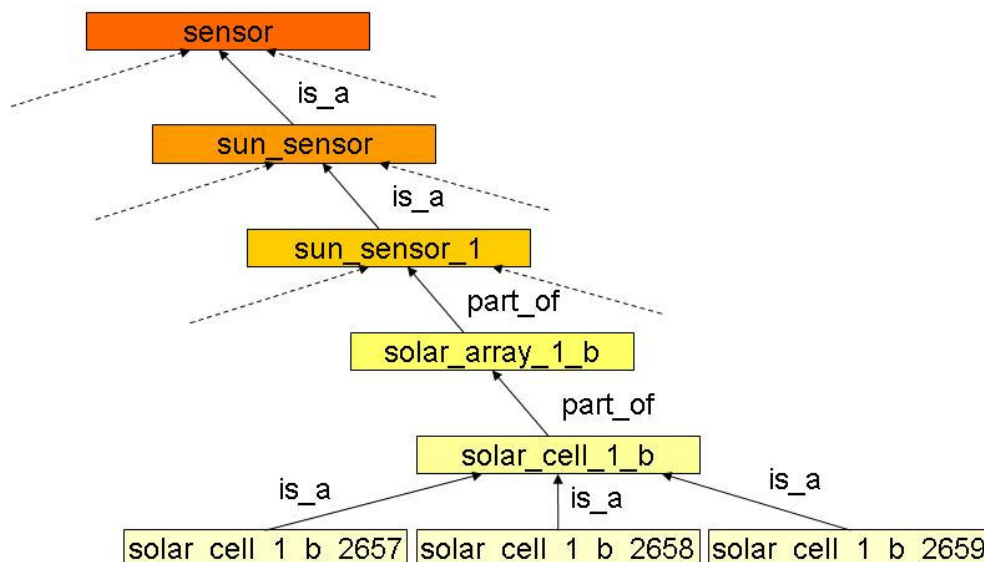 sensor
is_a
sun_sensor
is_a
sun_sensor_1
part_of
solar_array_1_b
part_of
solar_cell_1_b
is_a is_a is_a
solar_cell_1_b_2657 solar_cell_1_b_2658 solar_cell_1_b_2659